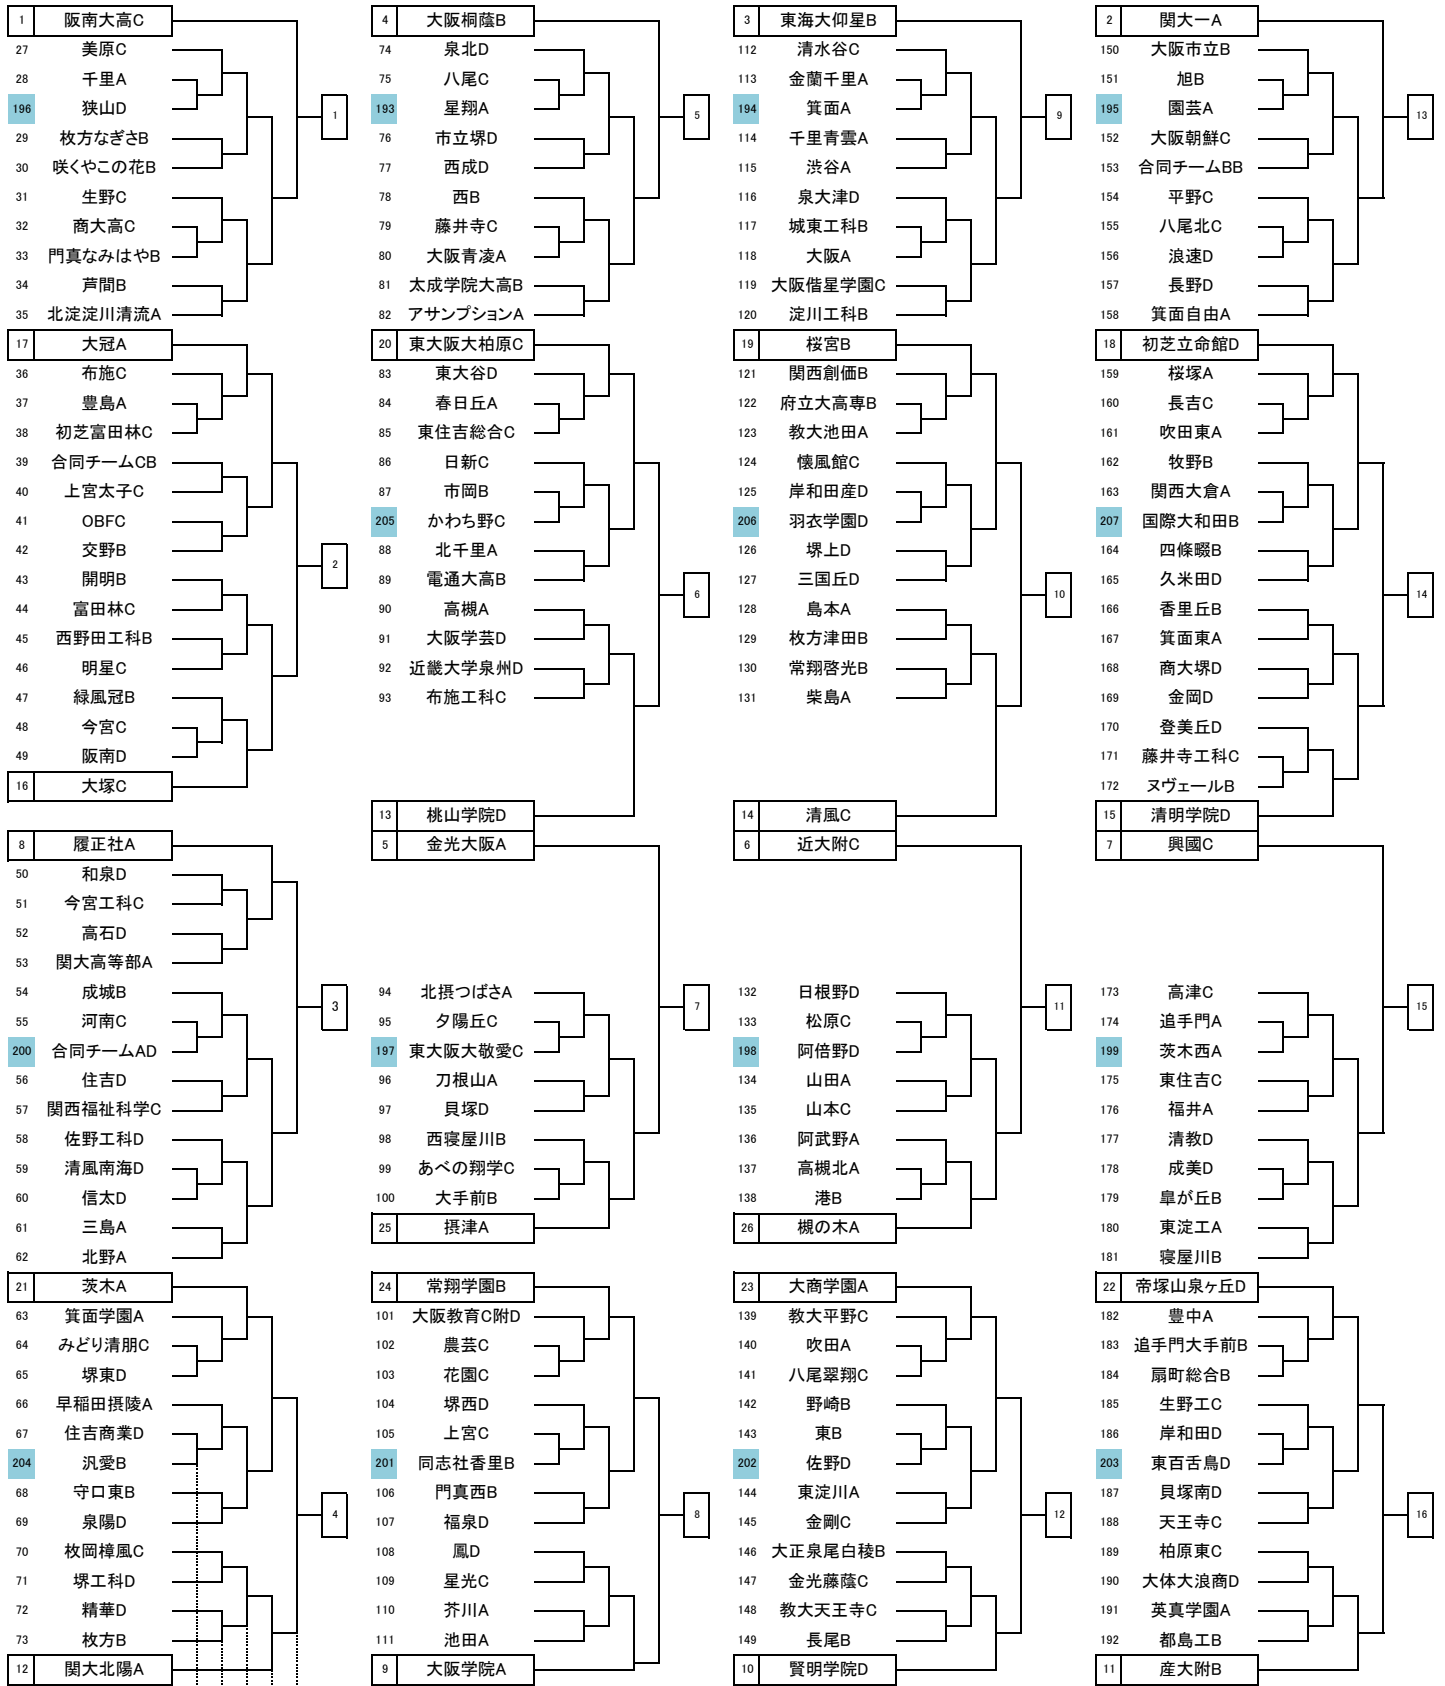 1 阪南大高C
27 美原C
28 千里A
196 狭山D
29 枚方なぎさB
30 咲くやこの花B
31 生野C
32 商大高C
33 門真なみはやB
34 芦間B
35 北淀淀川清流A
1
17 大冠A
36 布施C
37 豊島A
38 初芝富田林C
39 合同チームCB
40 上宮太子C
41 OBFC
42 交野B
43 開明B
44 富田林C
45 西野田工科B
46 明星C
47 緑風冠B
48 今宮C
49 阪南D
16 大塚C
2
8 履正社A
50 和泉D
51 今宮工科C
52 高石D
53 関大高等部A
54 成城B
55 河南C
200 合同チームAD
56 住吉D
57 関西福祉科学C
58 佐野工科D
59 清風南海D
60 信太D
61 三島A
62 北野A
3
21 茨木A
63 箕面学園A
64 みどり清朋C
65 堺東D
66 早稲田摂陵A
67 住吉商業D
204 汎愛B
68 守口東B
69 泉陽D
70 枚岡樟風C
71 堺工科D
72 精華D
73 枚方B
12 関大北陽A
4
4 大阪桐蔭B
74 泉北D
75 八尾C
193 星翔A
76 市立堺D
77 西成D
78 西B
79 藤井寺C
80 大阪青凌A
81 太成学院大高B
82 アサンプションA
5
20 東大阪大柏原C
83 東大谷D
84 春日丘A
85 東住吉総合C
86 日新C
87 市岡B
205 かわち野C
88 北千里A
89 電通大高B
90 高槻A
91 大阪学芸D
92 近畿大学泉州D
93 布施工科C
13 桃山学院D
6
5 金光大阪A
94 北摂つばさA
95 夕陽丘C
197 東大阪大敬愛C
96 刀根山A
97 貝塚D
98 西寝屋川B
99 あべの翔学C
100 大手前B
25 摂津A
7
24 常翔学園B
101 大阪教育C附D
102 農芸C
103 花園C
104 堺西D
105 上宮C
201 同志社香里B
106 門真西B
107 福泉D
108 鳳D
109 星光C
110 芥川A
111 池田A
9 大阪学院A
8
3 東海大仰星B
112 清水谷C
113 金蘭千里A
194 箕面A
114 千里青雲A
115 渋谷A
116 泉大津D
117 城東工科B
118 大阪A
119 大阪偕星学園C
120 淀川工科B
9
19 桜宮B
121 関西創価B
122 府立大高専B
123 教大池田A
124 懐風館C
125 岸和田産D
206 羽衣学園D
126 堺上D
127 三国丘D
128 島本A
129 枚方津田B
130 常翔啓光B
131 柴島A
14 清風C
10
6 近大附C
132 日根野D
133 松原C
198 阿倍野D
134 山田A
135 山本C
136 阿武野A
137 高槻北A
138 港B
26 槻の木A
11
23 大商学園A
139 教大平野C
140 吹田A
141 八尾翠翔C
142 野崎B
143 東B
202 佐野D
144 東淀川A
145 金剛C
146 大正泉尾白稜B
147 金光藤蔭C
148 教大天王寺C
149 長尾B
10 賢明学院D
12
2 関大一A
150 大阪市立B
151 旭B
195 園芸A
152 大阪朝鮮C
153 合同チームBB
154 平野C
155 八尾北C
156 浪速D
157 長野D
158 箕面自由A
13
18 初芝立命館D
159 桜塚A
160 長吉C
161 吹田東A
162 牧野B
163 関西大倉A
207 国際大和田B
164 四條畷B
165 久米田D
166 香里丘B
167 箕面東A
168 商大堺D
169 金岡D
170 登美丘D
171 藤井寺工科C
172 ヌヴェールB
15 清明学院D
14
7 興國C
173 高津C
174 追手門A
199 茨木西A
175 東住吉C
176 福井A
177 清教D
178 成美D
179 皐が丘B
180 東淀工A
181 寝屋川B
15
22 帝塚山泉ヶ丘D
182 豊中A
183 追手門大手前B
184 扇町総合B
185 生野工C
186 岸和田D
203 東百舌鳥D
187 貝塚南D
188 天王寺C
189 柏原東C
190 大体大浪商D
191 英真学園A
192 都島工B
11 産大附B
16